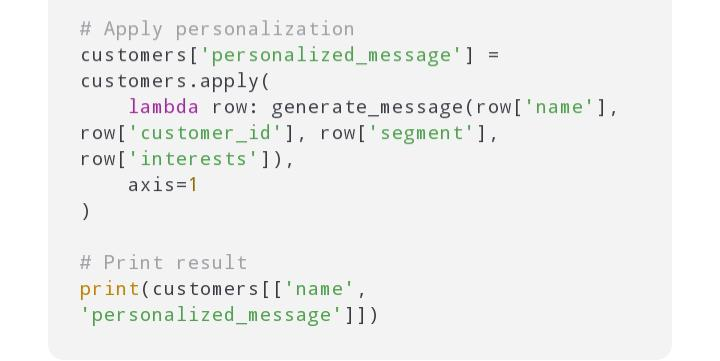 # Apply personalization
customers['personalized_message'] =
customers.apply(
    lambda row: generate_message(row['name'],
row['customer_id'], row['segment'],
row['interests']),
    axis=1
)

# Print result
print(customers[['name',
'personalized_message']])